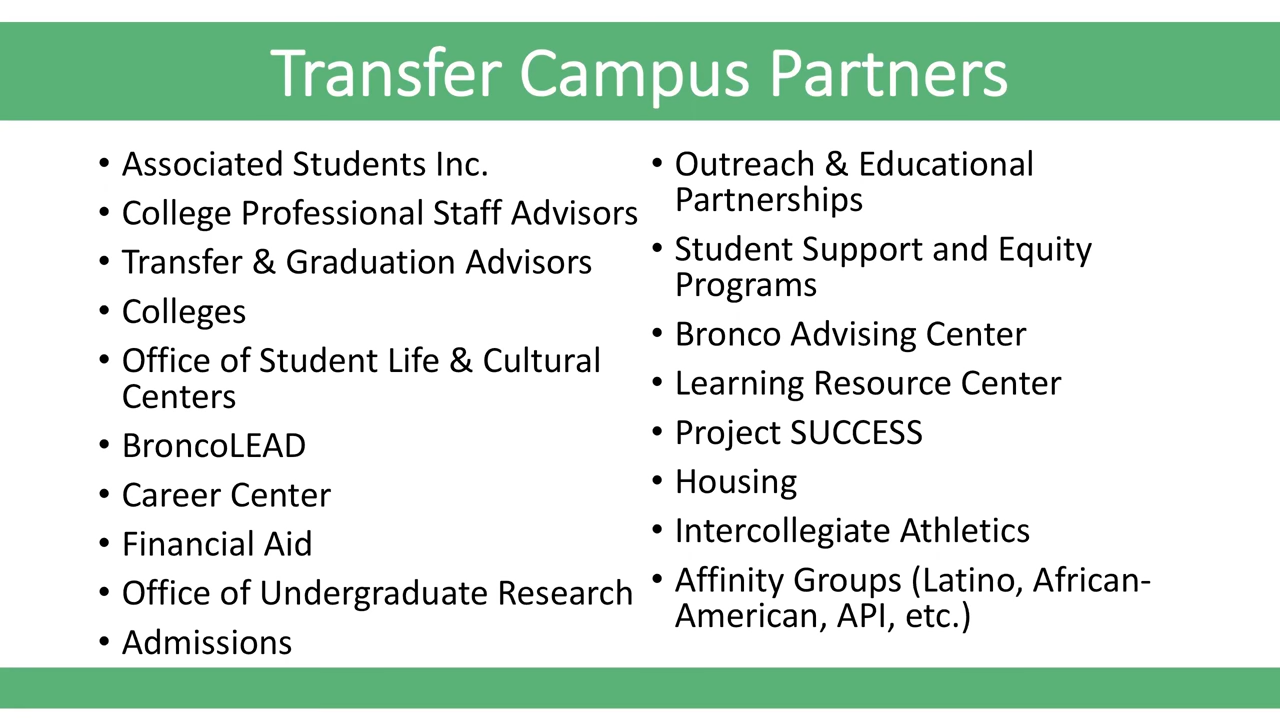 Transfer Campus Partners
• Associated Students Inc.
• College Professional Staff Advisors
• Transfer & Graduation Advisors
• Colleges
• Office of Student Life & Cultural
Centers
• BroncoLEAD
• Career Center
• Financial Aid
• Office of Undergraduate Research
• Admissions
• Outreach & Educational
Partnerships
• Student Support and Equity
Programs
• Bronco Advising Center
• Learning Resource Center
• Project SUCCESS
• Housing
• Intercollegiate Athletics
• Affinity Groups (Latino, African-
American, API, etc.)